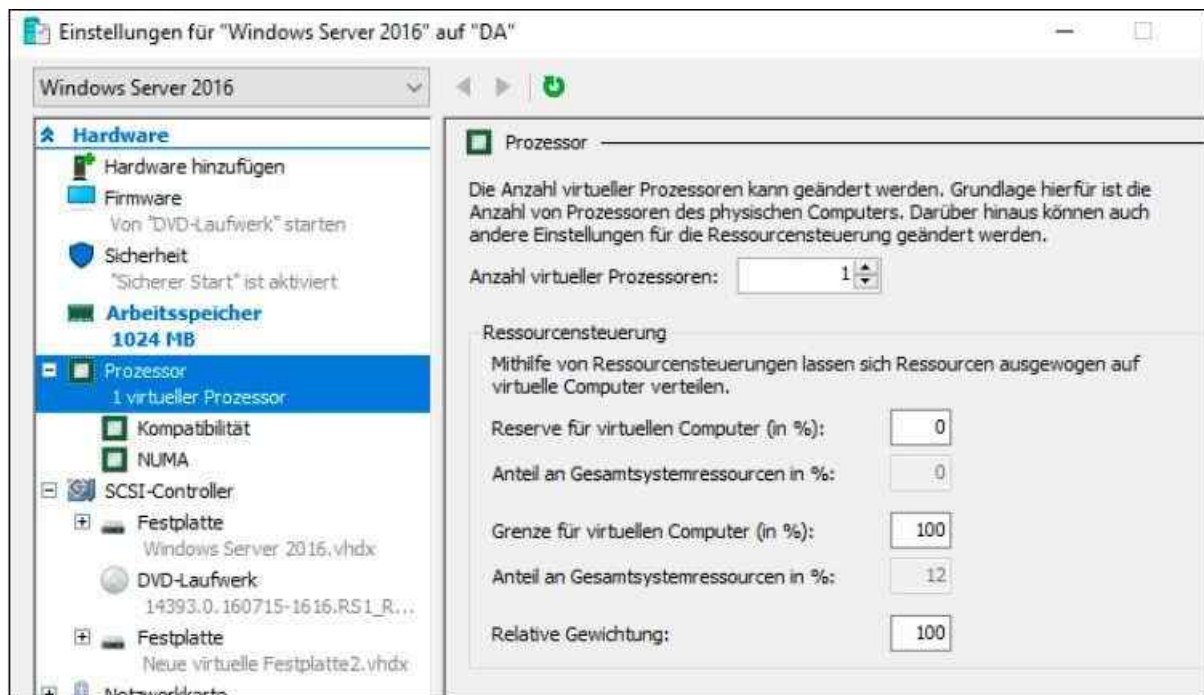 Einstellungen für "Windows Server 2016" auf "DA"
Windows Server 2016
Hardware
Hardware hinzufügen
Firmware
Von "DVD-Laufwerk" starten
Sicherheit
"Sicherer Start" ist aktiviert
Arbeitsspeicher
1024 MB
Prozessor
1 virtueller Prozessor
Kompatibilität
NUMA
SCSI-Controller
Festplatte
Windows Server 2016.vhdx
DVD-Laufwerk
14393.0.160715-1616.RS1_R...
Festplatte
Neue virtuelle Festplatte2.vhdx
Netzwerkkarte
Prozessor
Die Anzahl virtueller Prozessoren kann geändert werden. Grundlage hierfür ist die
Anzahl von Prozessoren des physischen Computers. Darüber hinaus können auch
andere Einstellungen für die Ressourcensteuerung geändert werden.
Anzahl virtueller Prozessoren: 1
Ressourcensteuerung
Mithilfe von Ressourcensteuerungen lassen sich Ressourcen ausgewogen auf
virtuelle Computer verteilen.
Reserve für virtuellen Computer (in %): 0
Anteil an Gesamtsystemressourcen in %: 0
Grenze für virtuellen Computer (in %): 100
Anteil an Gesamtsystemressourcen in %: 12
Relative Gewichtung: 100